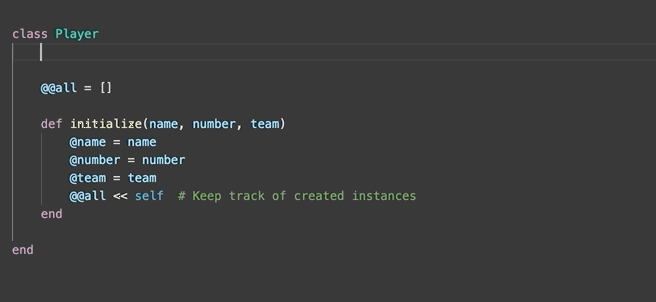 class Player
@@all = []
def initialize(name, number, team)
@name = name
@number = number
@team = team
@@all << self  # Keep track of created instances
end
end